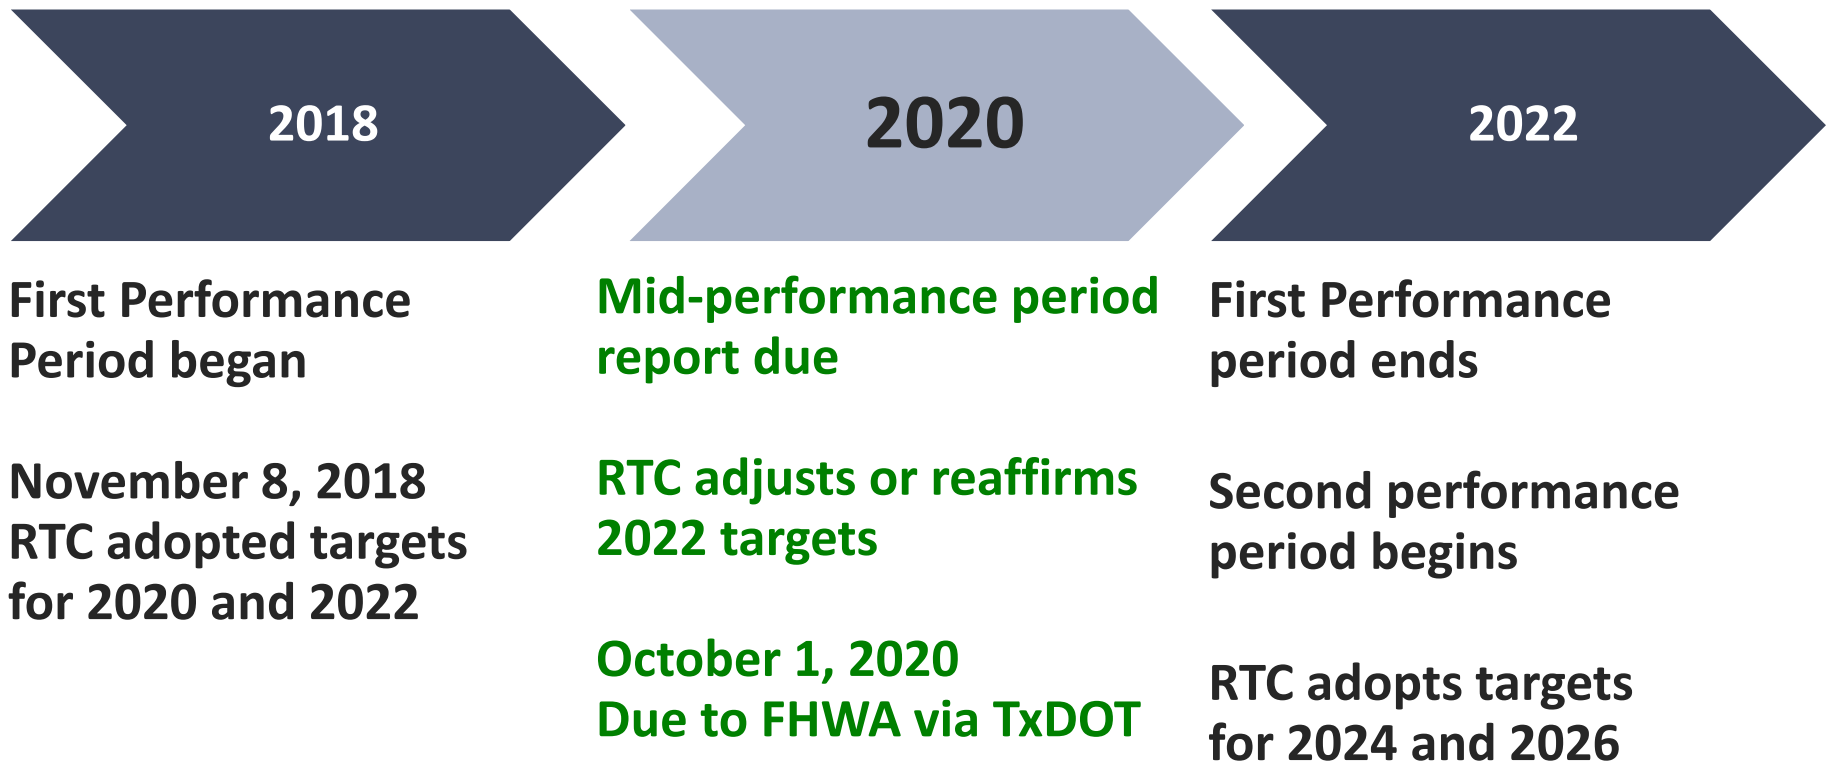 2018
First Performance
Period began
November 8, 2018
RTC adopted targets
for 2020 and 2022
2020
Mid-performance period
report due
RTC adjusts or reaffirms
2022 targets
October 1, 2020
Due to FHWA via TxDOT
2022
First Performance
period ends
Second performance
period begins
RTC adopts targets
for 2024 and 2026